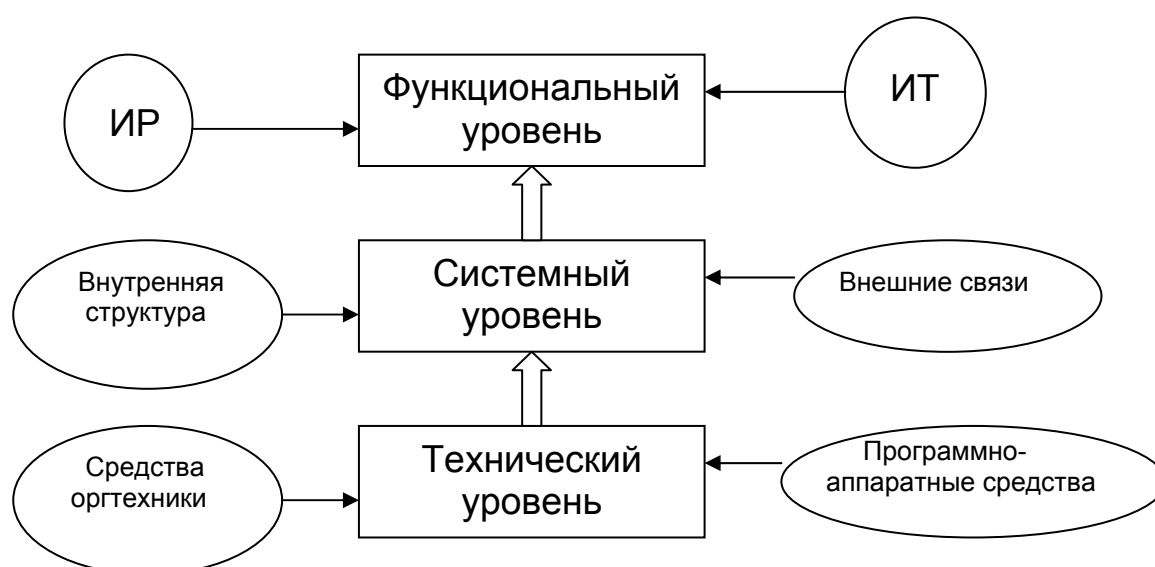 ИР
Функциональный
уровень
ИТ
Внутренняя
структура
Системный
уровень
Внешние связи
Средства
оргтехники
Технический
уровень
Программно-
аппаратные средства